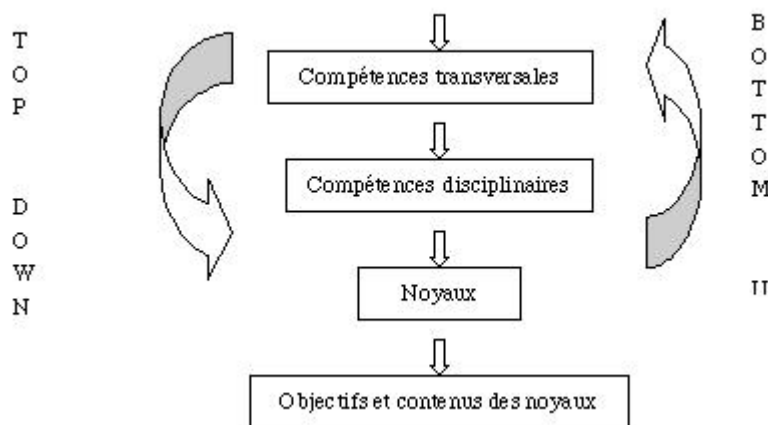 TOP DOWN
Compétences transversales
Compétences disciplinaires
Noyaux
Objectifs et contenus des noyaux
BOTTOM U